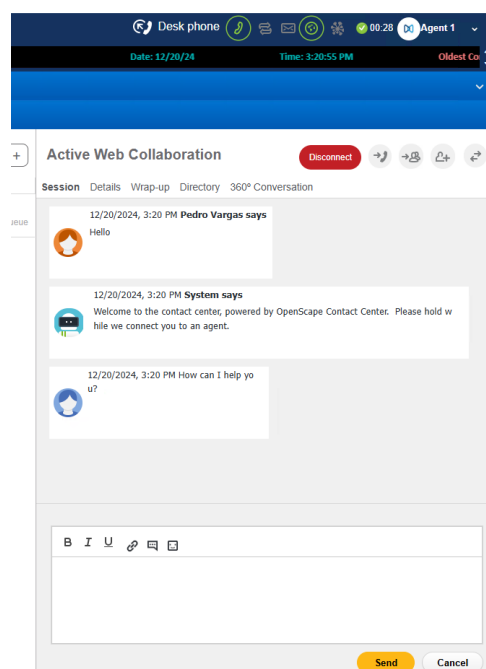 Desk phone 00:28 Agent 1
Date: 12/20/24 Time: 3:20:55 PM Oldest Co
+ Active Web Collaboration Disconnect
Session Details Wrap-up Directory 360º Conversation
ieue
12/20/2024, 3:20 PM Pedro Vargas says
Hello
12/20/2024, 3:20 PM System says
Welcome to the contact center, powered by OpenScape Contact Center. Please hold w
hile we connect you to an agent.
12/20/2024, 3:20 PM How can I help yo
u?
B I U
Send Cancel